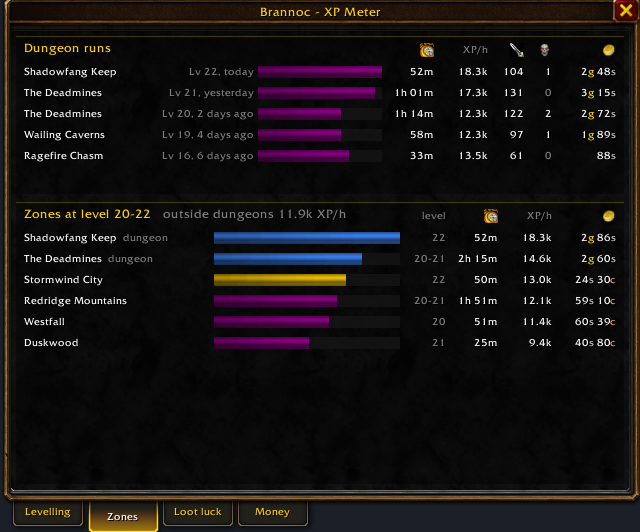 Brannoc - XP Meter
Dungeon runs XP/h
Shadowfang Keep Lv 22, today 52m 18.3k 104 1 2g 48s
The Deadmines Lv 21, yesterday 1h 01m 17.3k 131 0 3g 15s
The Deadmines Lv 20, 2 days ago 1h 14m 12.3k 122 2 2g 72s
Wailing Caverns Lv 19, 4 days ago 58m 12.3k 97 1 1g 89s
Ragefire Chasm Lv 16, 6 days ago 33m 13.5k 61 0 88s
Zones at level 20-22 outside dungeons 11.9k XP/h level XP/h
Shadowfang Keep dungeon 22 52m 18.3k 2g 86s
The Deadmines dungeon 20-21 2h 15m 14.6k 2g 60s
Stormwind City 22 50m 13.0k 24s 30c
Redridge Mountains 20-21 1h 51m 12.1k 59s 10c
Westfall 20 51m 11.4k 60s 39c
Duskwood 21 25m 9.4k 40s 80c
Levelling Zones Loot luck Money